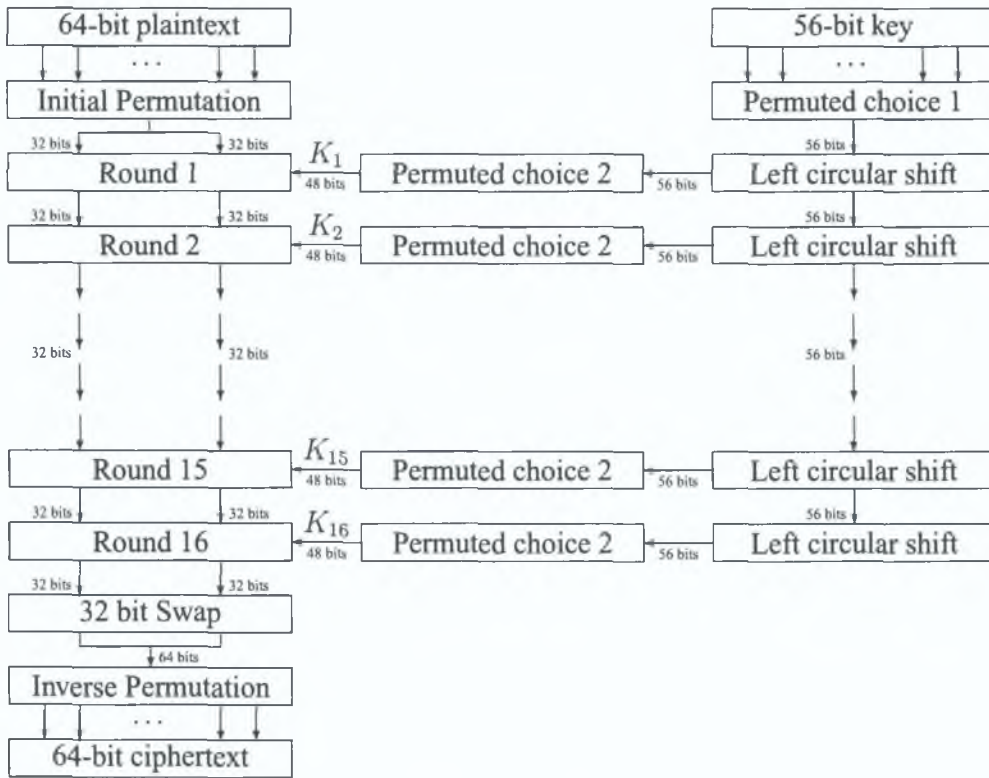 64-bit plaintext
56-bit key
...
...
Initial Permutation
Permuted choice 1
32 bits
32 bits
56 bits
Round 1
K1
48 bits
Permuted choice 2
56 bits
Left circular shift
32 bits
32 bits
56 bits
Round 2
K2
48 bits
Permuted choice 2
56 bits
Left circular shift
32 bits
32 bits
56 bits
Round 15
K15
48 bits
Permuted choice 2
56 bits
Left circular shift
32 bits
32 bits
56 bits
Round 16
K16
48 bits
Permuted choice 2
56 bits
Left circular shift
32 bits
32 bits
32 bit Swap
64 bits
Inverse Permutation
...
64-bit ciphertext